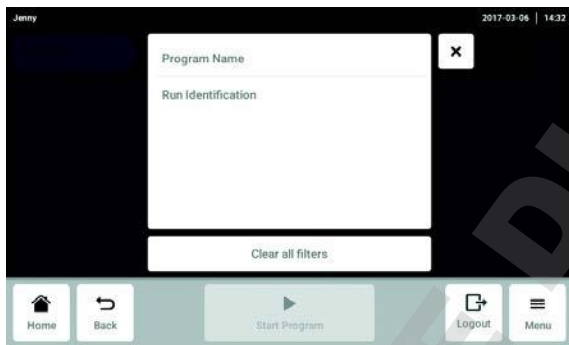 Jenny 2017-03-06 | 14:32
Program Name
Run Identification
Clear all filters
Home Back Start Program Logout Menu